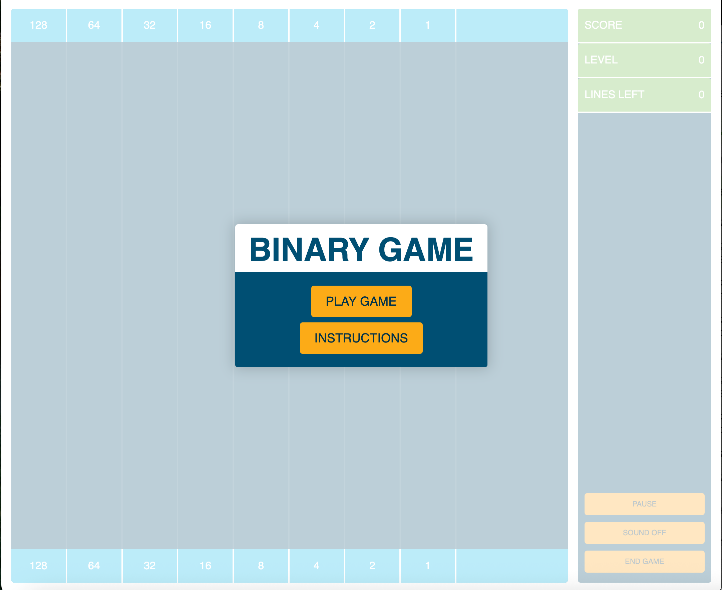 128 64 32 16 8 4 2 1
SCORE 0
LEVEL 0
LINES LEFT 0
BINARY GAME
PLAY GAME
INSTRUCTIONS
PAUSE
SOUND OFF
END GAME
128 64 32 16 8 4 2 1